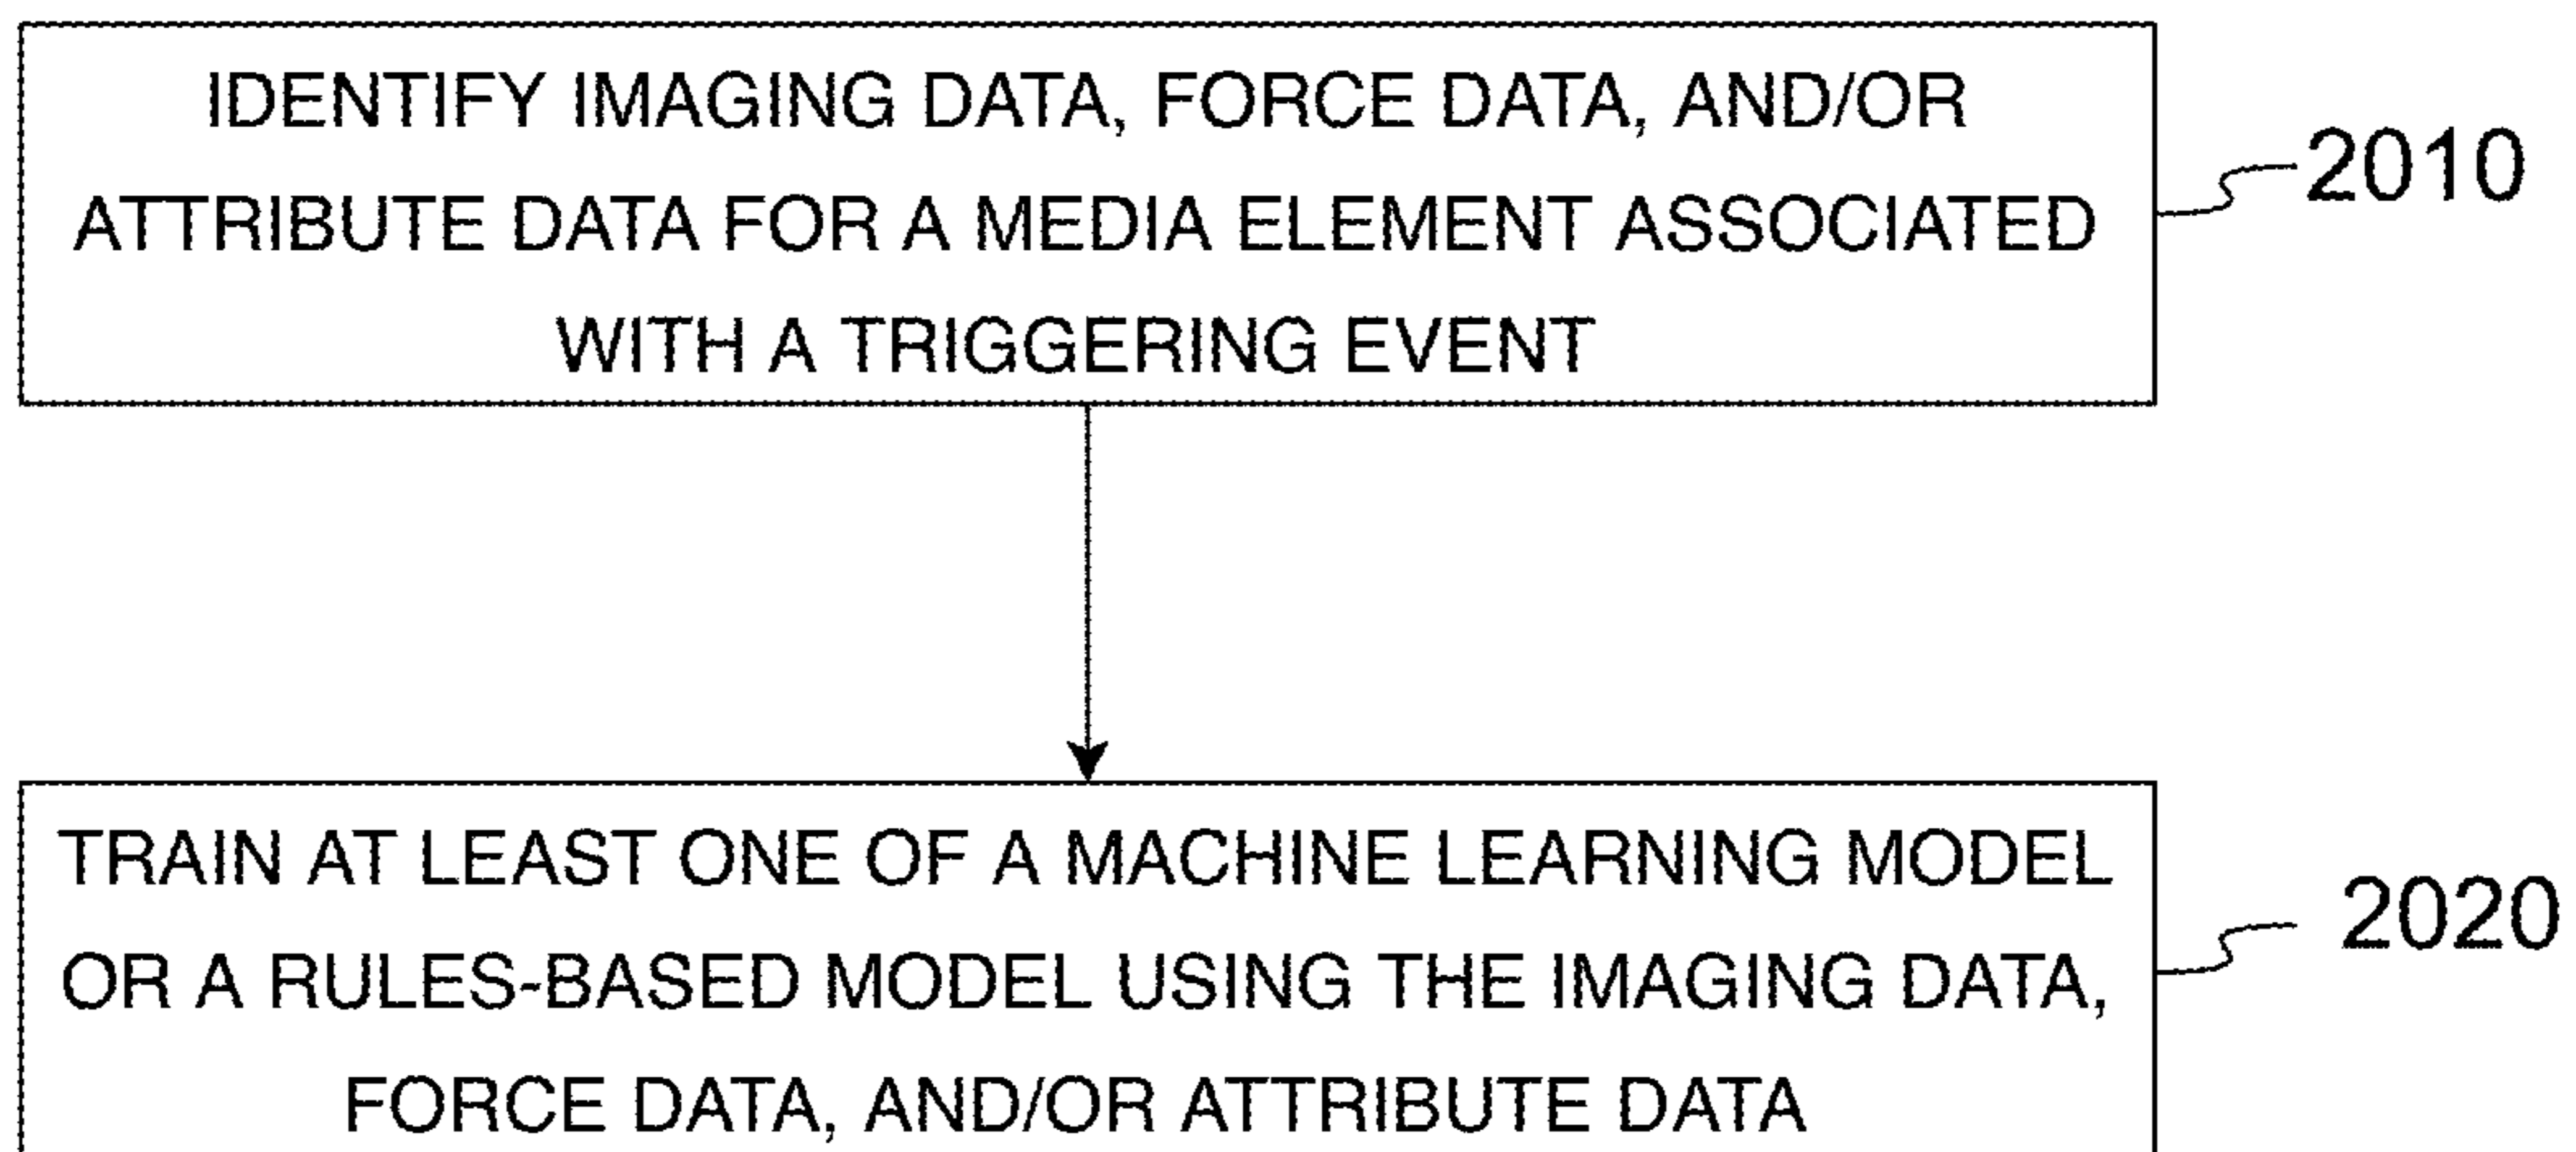 IDENTIFY IMAGING DATA, FORCE DATA, AND/OR
ATTRIBUTE DATA FOR A MEDIA ELEMENT ASSOCIATED
WITH A TRIGGERING EVENT
2010
TRAIN AT LEAST ONE OF A MACHINE LEARNING MODEL
OR A RULES-BASED MODEL USING THE IMAGING DATA,
FORCE DATA, AND/OR ATTRIBUTE DATA
2020